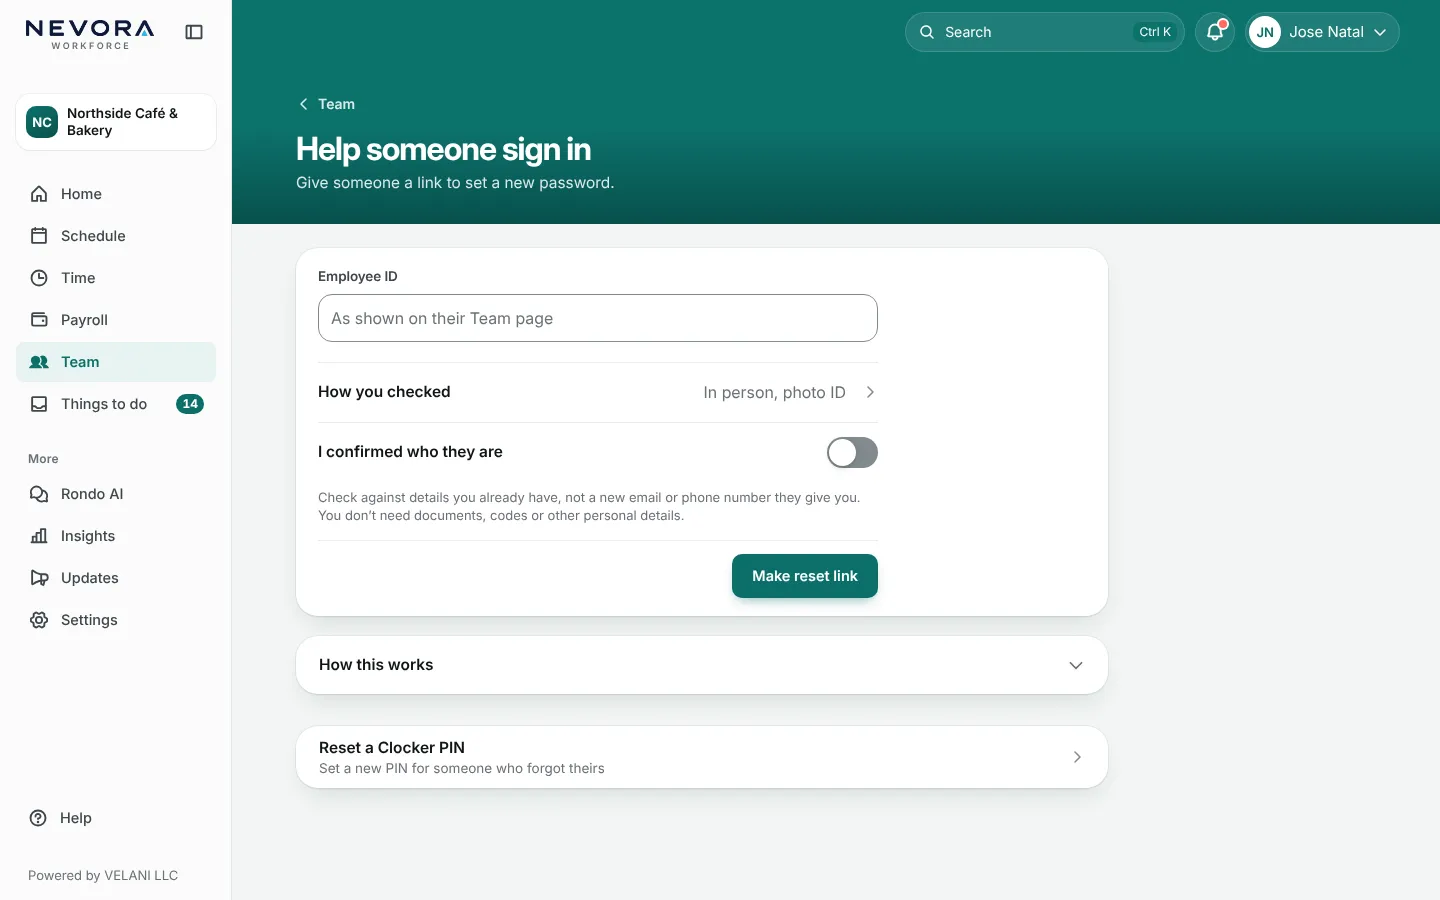 NEVORA
WORKFORCE
Search
Ctrl K
JN
Jose Natal
NC
Northside Café &
Bakery
Home
Schedule
Time
Payroll
Team
Things to do
14
More
Rondo AI
Insights
Updates
Settings
Help
Powered by VELANI LLC
Team
Help someone sign in
Give someone a link to set a new password.
Employee ID
As shown on their Team page
How you checked
In person, photo ID
I confirmed who they are
Check against details you already have, not a new email or phone number they give you.
You don’t need documents, codes or other personal details.
Make reset link
How this works
Reset a Clocker PIN
Set a new PIN for someone who forgot theirs